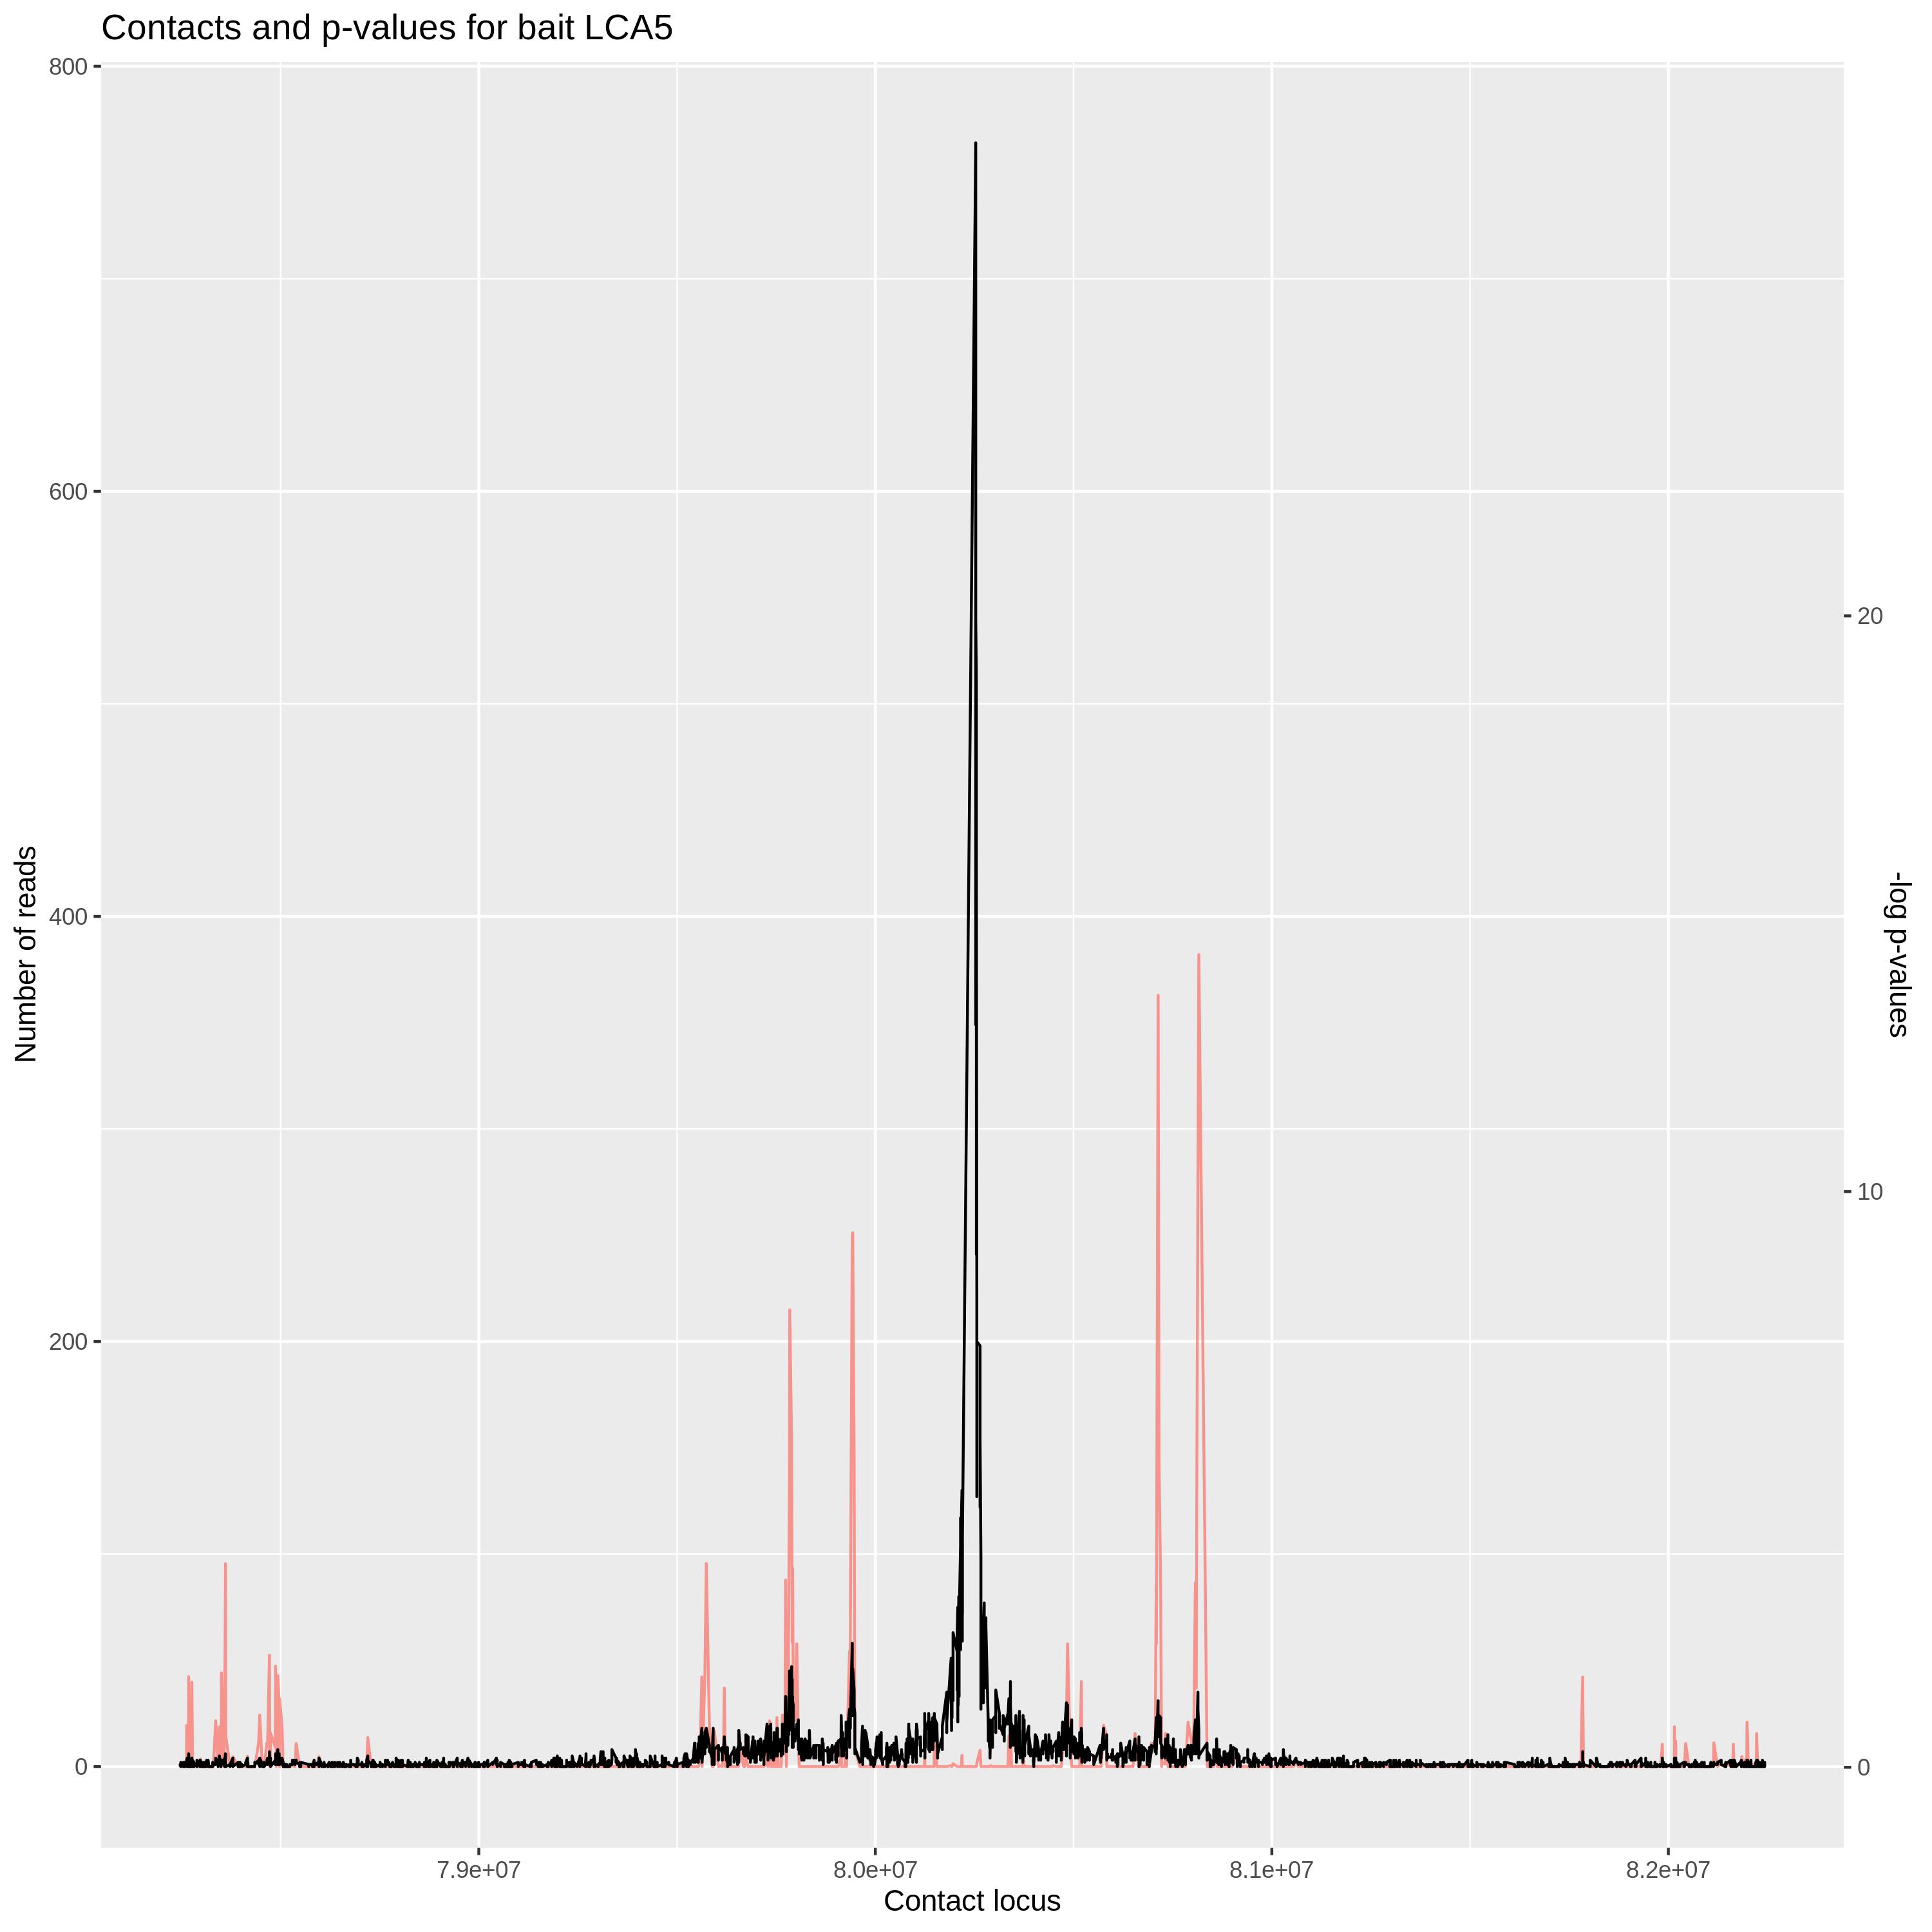 Contacts and p-values for bait LCA5
800
600
400
200
0
Number of reads
20
10
0
-log p-values
7.9e+07
8.0e+07
8.1e+07
8.2e+07
Contact locus